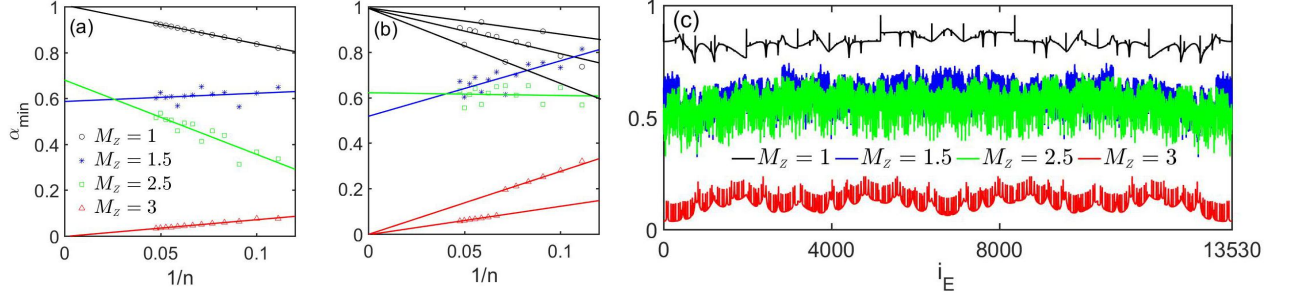 (a)
1
0.8
0.6
0.4
0.2
0
α_min
M_Z = 1
M_Z = 1.5
M_Z = 2.5
M_Z = 3
0 0.05 0.1
1/n
(b)
1
0.8
0.6
0.4
0.2
0
0 0.05 0.1
1/n
(c)
1
0.5
1
M_Z = 1 M_Z = 1.5 M_Z = 2.5 M_Z = 3
0 4000 8000 13530
i_E